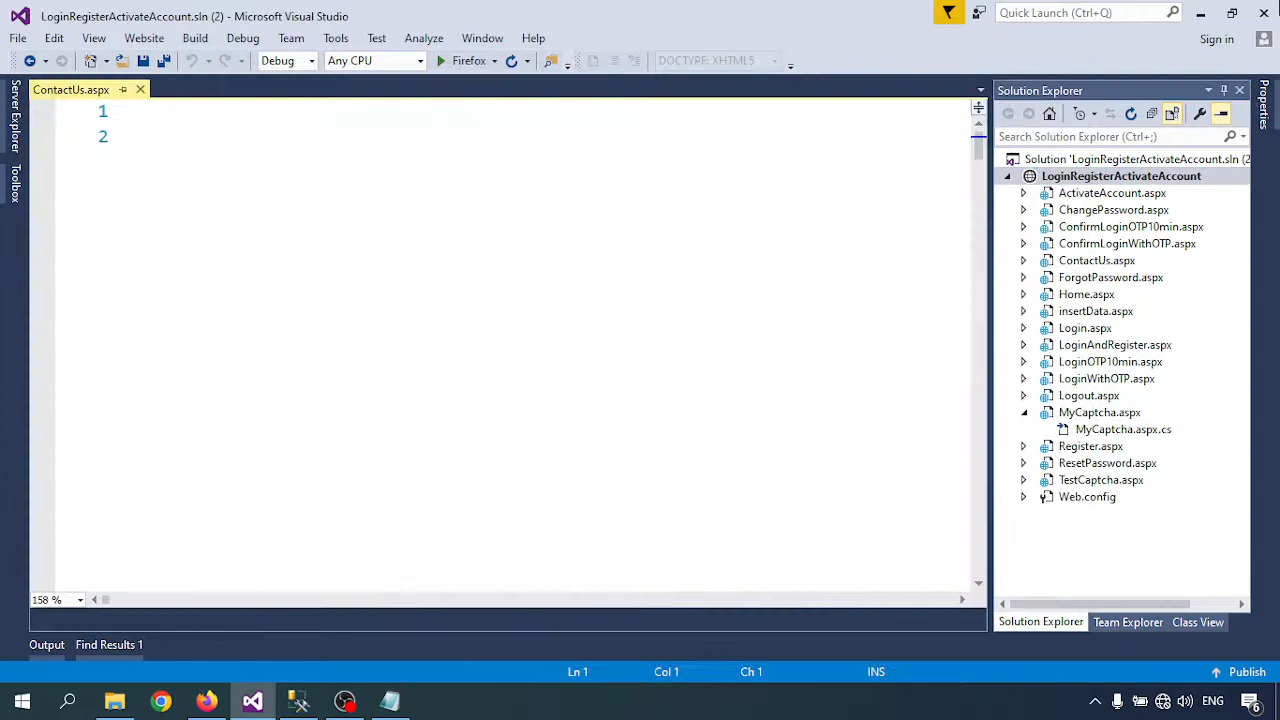 LoginRegisterActivateAccount.sln (2) - Microsoft Visual Studio
Quick Launch (Ctrl+Q)
File Edit View Website Build Debug Team Tools Test Analyze Window Help
Sign in
Debug Any CPU Firefox DOCTYPE: XHTML5
Server Explorer
Toolbox
ContactUs.aspx
1
2
158 %
Solution Explorer
Search Solution Explorer (Ctrl+;)
Solution 'LoginRegisterActivateAccount.sln (2
LoginRegisterActivateAccount
ActivateAccount.aspx
ChangePassword.aspx
ConfirmLoginOTP10min.aspx
ConfirmLoginWithOTP.aspx
ContactUs.aspx
ForgotPassword.aspx
Home.aspx
insertData.aspx
Login.aspx
LoginAndRegister.aspx
LoginOTP10min.aspx
LoginWithOTP.aspx
Logout.aspx
MyCaptcha.aspx
MyCaptcha.aspx.cs
Register.aspx
ResetPassword.aspx
TestCaptcha.aspx
Web.config
Solution Explorer Team Explorer Class View
Properties
Output Find Results 1
Ln 1 Col 1 Ch 1 INS Publish
ENG 6